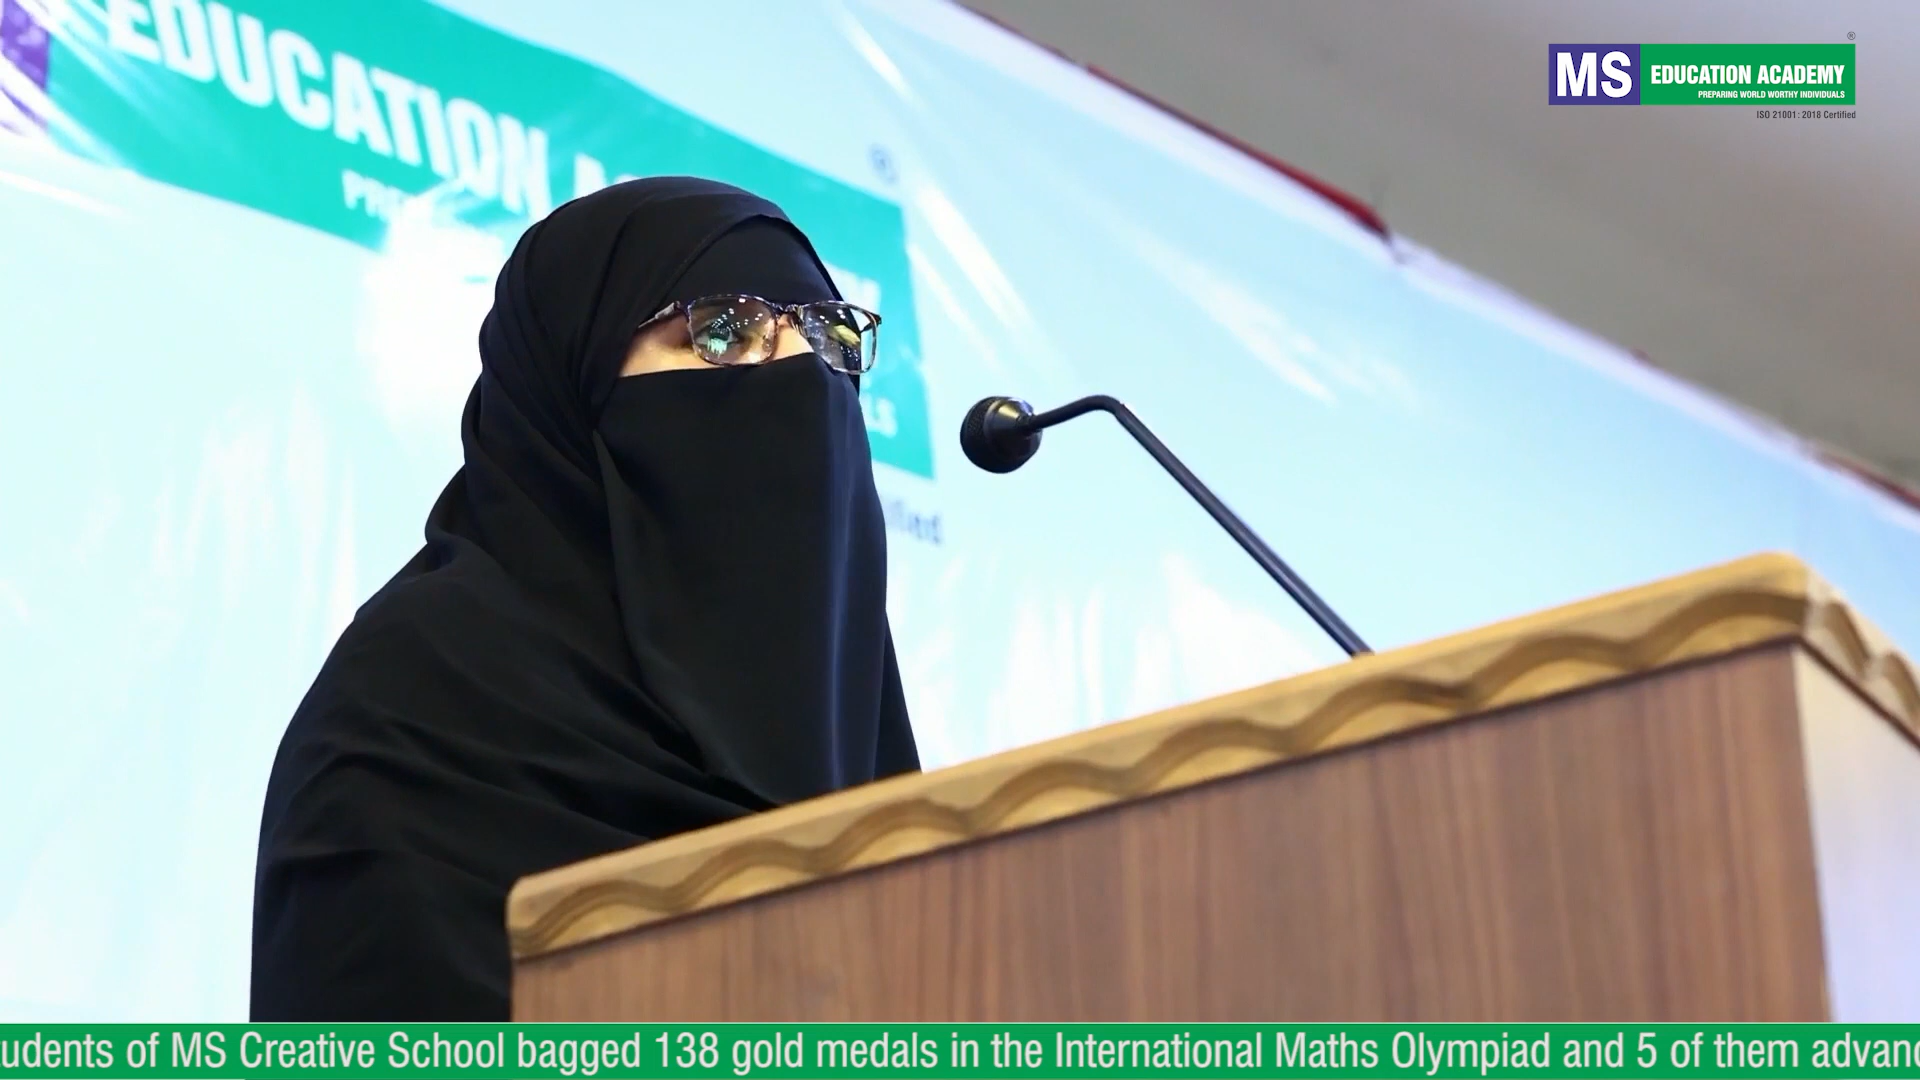 EDUCATION
®
MS
EDUCATION ACADEMY
PREPARING WORLD WORTHY INDIVIDUALS
ISO 21001: 2018 Certified
®
tudents of MS Creative School bagged 138 gold medals in the International Maths Olympiad and 5 of them advanc